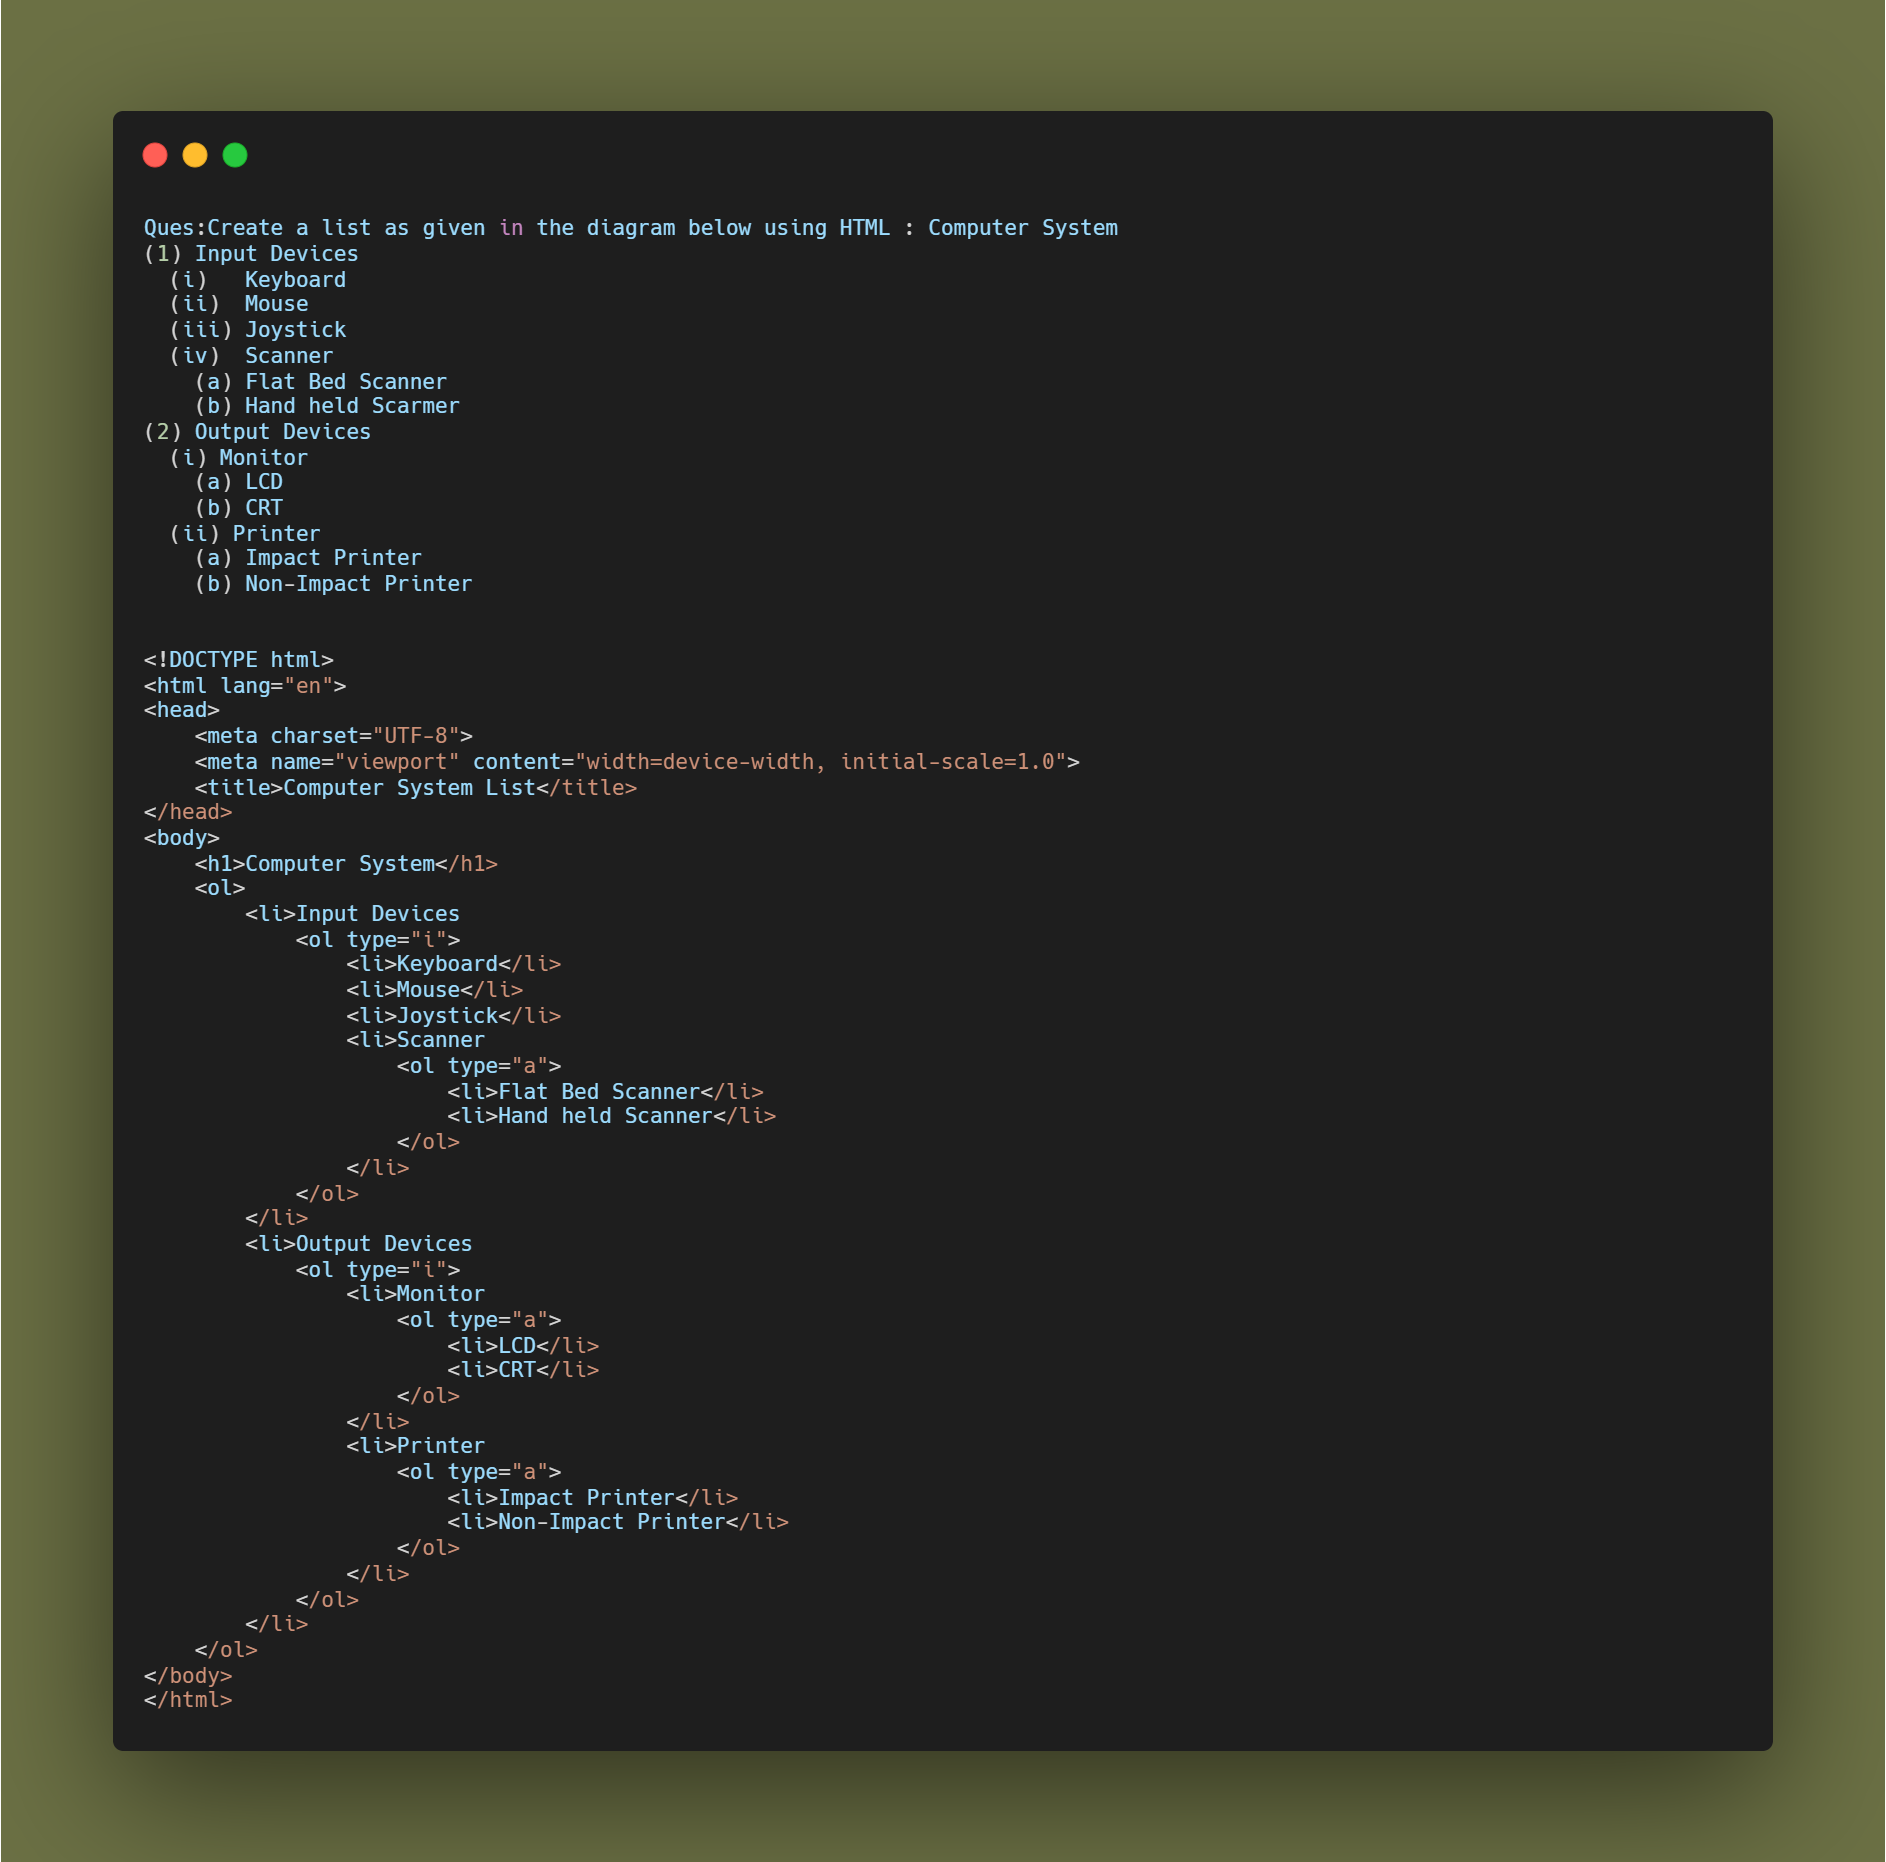 Ques:Create a list as given in the diagram below using HTML : Computer System
(1) Input Devices
  (i)   Keyboard
  (ii)  Mouse
  (iii) Joystick
  (iv)  Scanner
    (a) Flat Bed Scanner
    (b) Hand held Scarmer
(2) Output Devices
  (i) Monitor
    (a) LCD
    (b) CRT
  (ii) Printer
    (a) Impact Printer
    (b) Non-Impact Printer
<!DOCTYPE html>
<html lang="en">
<head>
    <meta charset="UTF-8">
    <meta name="viewport" content="width=device-width, initial-scale=1.0">
    <title>Computer System List</title>
</head>
<body>
    <h1>Computer System</h1>
    <ol>
        <li>Input Devices
            <ol type="i">
                <li>Keyboard</li>
                <li>Mouse</li>
                <li>Joystick</li>
                <li>Scanner
                    <ol type="a">
                        <li>Flat Bed Scanner</li>
                        <li>Hand held Scanner</li>
                    </ol>
                </li>
            </ol>
        </li>
        <li>Output Devices
            <ol type="i">
                <li>Monitor
                    <ol type="a">
                        <li>LCD</li>
                        <li>CRT</li>
                    </ol>
                </li>
                <li>Printer
                    <ol type="a">
                        <li>Impact Printer</li>
                        <li>Non-Impact Printer</li>
                    </ol>
                </li>
            </ol>
        </li>
    </ol>
</body>
</html>